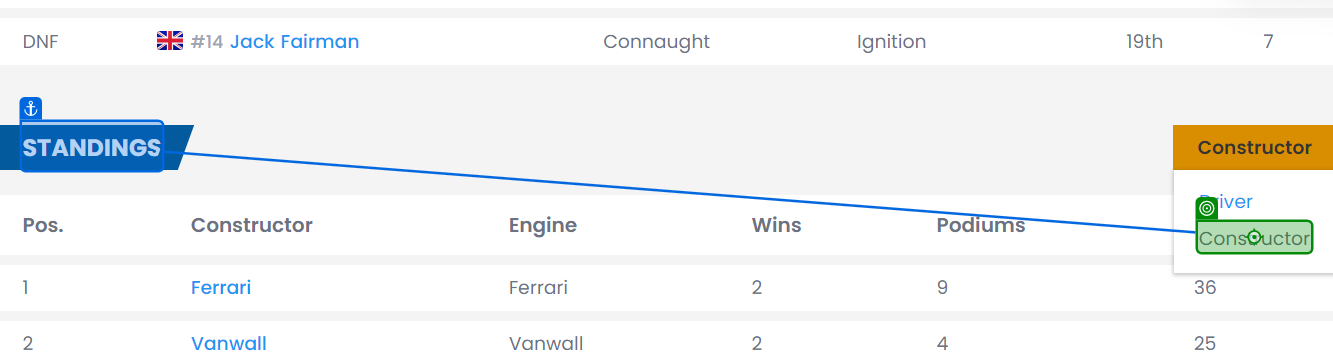 DNF #14 Jack Fairman Connaught Ignition 19th 7
STANDINGS Constructor
Driver
Pos. Constructor Engine Wins Podiums Constructor
1 Ferrari Ferrari 2 9 36
2 Vanwall Vanwall 2 4 25